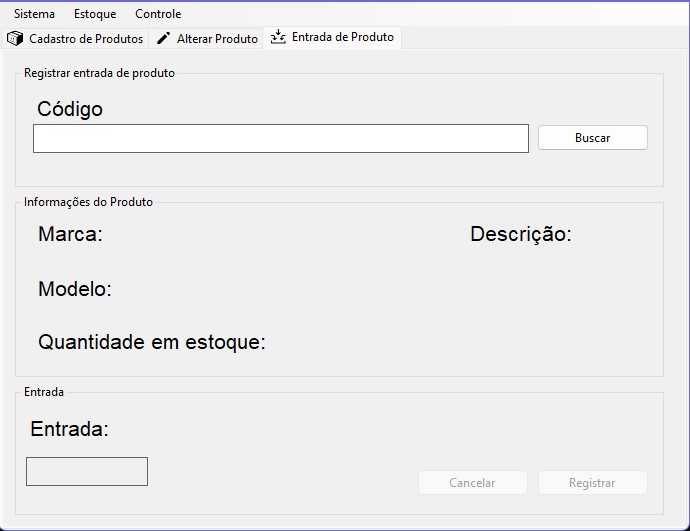 Sistema Estoque Controle
Cadastro de Produtos Alterar Produto Entrada de Produto
Registrar entrada de produto
Código
Buscar
Informações do Produto
Marca: Descrição:
Modelo:
Quantidade em estoque:
Entrada
Entrada:
Cancelar Registrar